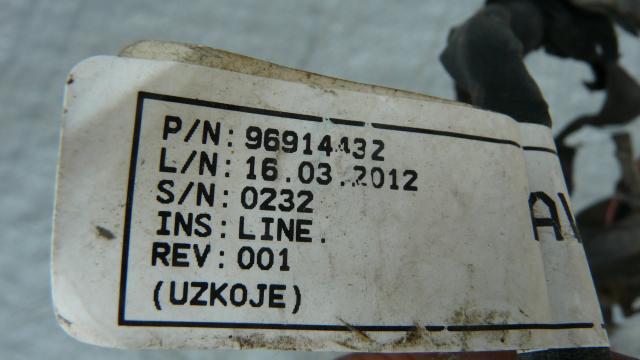 P/N: 96914432
L/N: 16.03.2012
S/N: 0232
INS: LINE.
REV: 001
(UZKOJE)